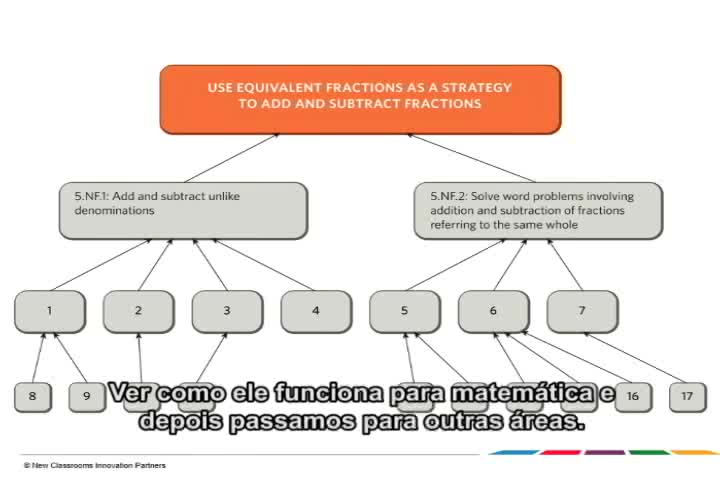 USE EQUIVALENT FRACTIONS AS A STRATEGY
TO ADD AND SUBTRACT FRACTIONS
5.NF.1: Add and subtract unlike
denominations
5.NF.2: Solve word problems involving
addition and subtraction of fractions
referring to the same whole
1
2
3
4
5
6
7
8
9
16
17
Ver como ele funciona para matemática e
depois passamos para outras áreas.
© New Classrooms Innovation Partners